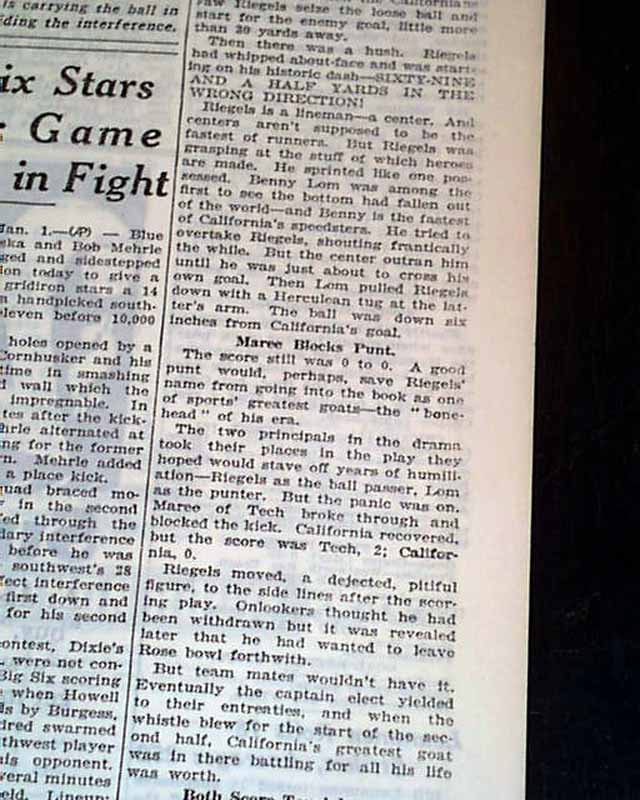 is carrying the ball in
ding the interference.
ix Stars
Game
in Fight
Jan. 1.—(AP) — Blue
ska and Bob Mehrle
ged and sidestepped
ion today to give a
gridiron stars a 14
a handpicked south-
eleven before 10,000
holes opened by a
Cornhusker and his
time in smashing
d wall which the
impregnable. In
tes after the kick-
hrle alternated at
ng for the former
rn. Mehrle added
a place kick.
quad braced mo-
r in the second
ed through the
lary interference
before he was
southwest's 28
fect interference
first down and
for his second
contest, Dixie's
were not con-
Big Six scoring
when Howell
ds by Burgess,
dred swarmed
thwest player
his opponent.
veral minutes
eld. Lineup:
saw Riegels seize the loose ball and
start for the enemy goal, little more
than 30 yards away.
Then there was a hush. Riegels
had whipped about-face and was start-
ing on his historic dash—SIXTY-NINE
AND A HALF YARDS IN THE
WRONG DIRECTION!
Riegels is a lineman—a center. And
centers aren't supposed to be the
fastest of runners. But Riegels was
grasping at the stuff of which heroes
are made. He sprinted like one pos-
sessed. Benny Lom was among the
first to see the bottom had fallen out
of the world—and Benny is the fastest
of California's speedsters. He tried to
overtake Riegels, shouting frantically
the while. But the center outran him
until he was just about to cross his
own goal. Then Lom pulled Riegels
down with a Herculean tug at the lat-
ter's arm. The ball was down six
inches from California's goal.
Maree Blocks Punt.
The score still was 0 to 0. A good
punt would, perhaps, save Riegels'
name from going into the book as one
of sports' greatest goats—the "bone-
head" of his era.
The two principals in the drama
took their places in the play they
hoped would stave off years of humili-
ation—Riegels as the ball passer, Lom
as the punter. But the panic was on.
Maree of Tech broke through and
blocked the kick. California recovered,
but the score was Tech, 2; Califor-
nia, 0.
Riegels moved, a dejected, pitiful
figure, to the side lines after the scor-
ing play. Onlookers thought he had
been withdrawn but it was revealed
later that he had wanted to leave
Rose bowl forthwith.
But team mates wouldn't have it.
Eventually the captain elect yielded
to their entreaties, and when the
whistle blew for the start of the sec-
ond half, California's greatest goat
was in there battling for all his life
was worth.
Both Score